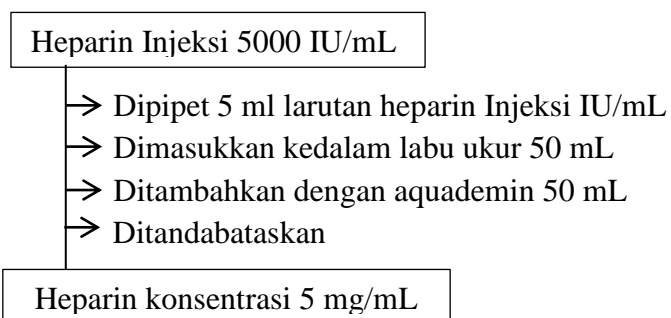 Heparin Injeksi 5000 IU/mL
Dipipet 5 ml larutan heparin Injeksi IU/mL
Dimasukkan kedalam labu ukur 50 mL
Ditambahkan dengan aquademin 50 mL
Ditandabataskan
Heparin konsentrasi 5 mg/mL